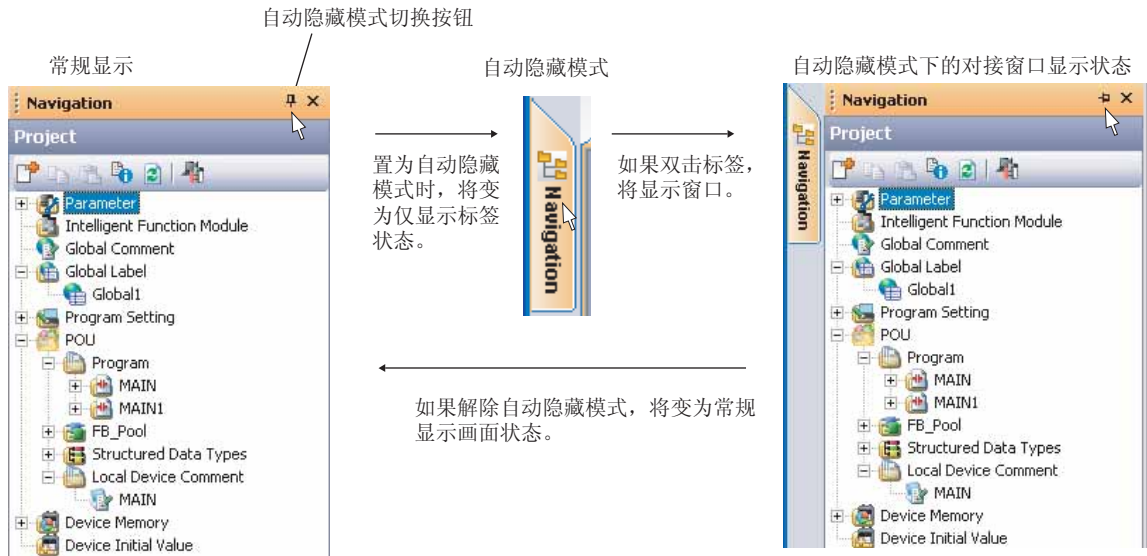 自动隐藏模式切换按钮
常规显示
Navigation
Project
Parameter
Intelligent Function Module
Global Comment
Global Label
Global1
Program Setting
POU
Program
MAIN
MAIN1
FB_Pool
Structured Data Types
Local Device Comment
MAIN
Device Memory
Device Initial Value
置为自动隐藏
模式时，将变
为仅显示标签
状态。
自动隐藏模式
Navigation
如果双击标签，
将显示窗口。
如果解除自动隐藏模式，将变为常规
显示画面状态。
自动隐藏模式下的对接窗口显示状态
Navigation
Navigation
Project
Parameter
Intelligent Function Module
Global Comment
Global Label
Global1
Program Setting
POU
Program
MAIN
MAIN1
FB_Pool
Structured Data Types
Local Device Comment
MAIN
Device Memory
Device Initial Value